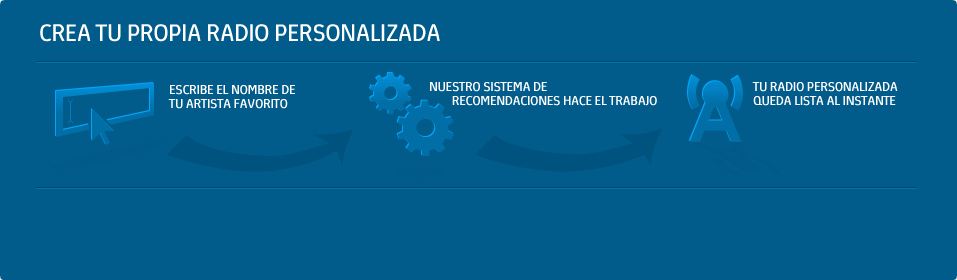 CREA TU PROPIA RADIO PERSONALIZADA
ESCRIBE EL NOMBRE DE
TU ARTISTA FAVORITO
NUESTRO SISTEMA DE
RECOMENDACIONES HACE EL TRABAJO
TU RADIO PERSONALIZADA
QUEDA LISTA AL INSTANTE